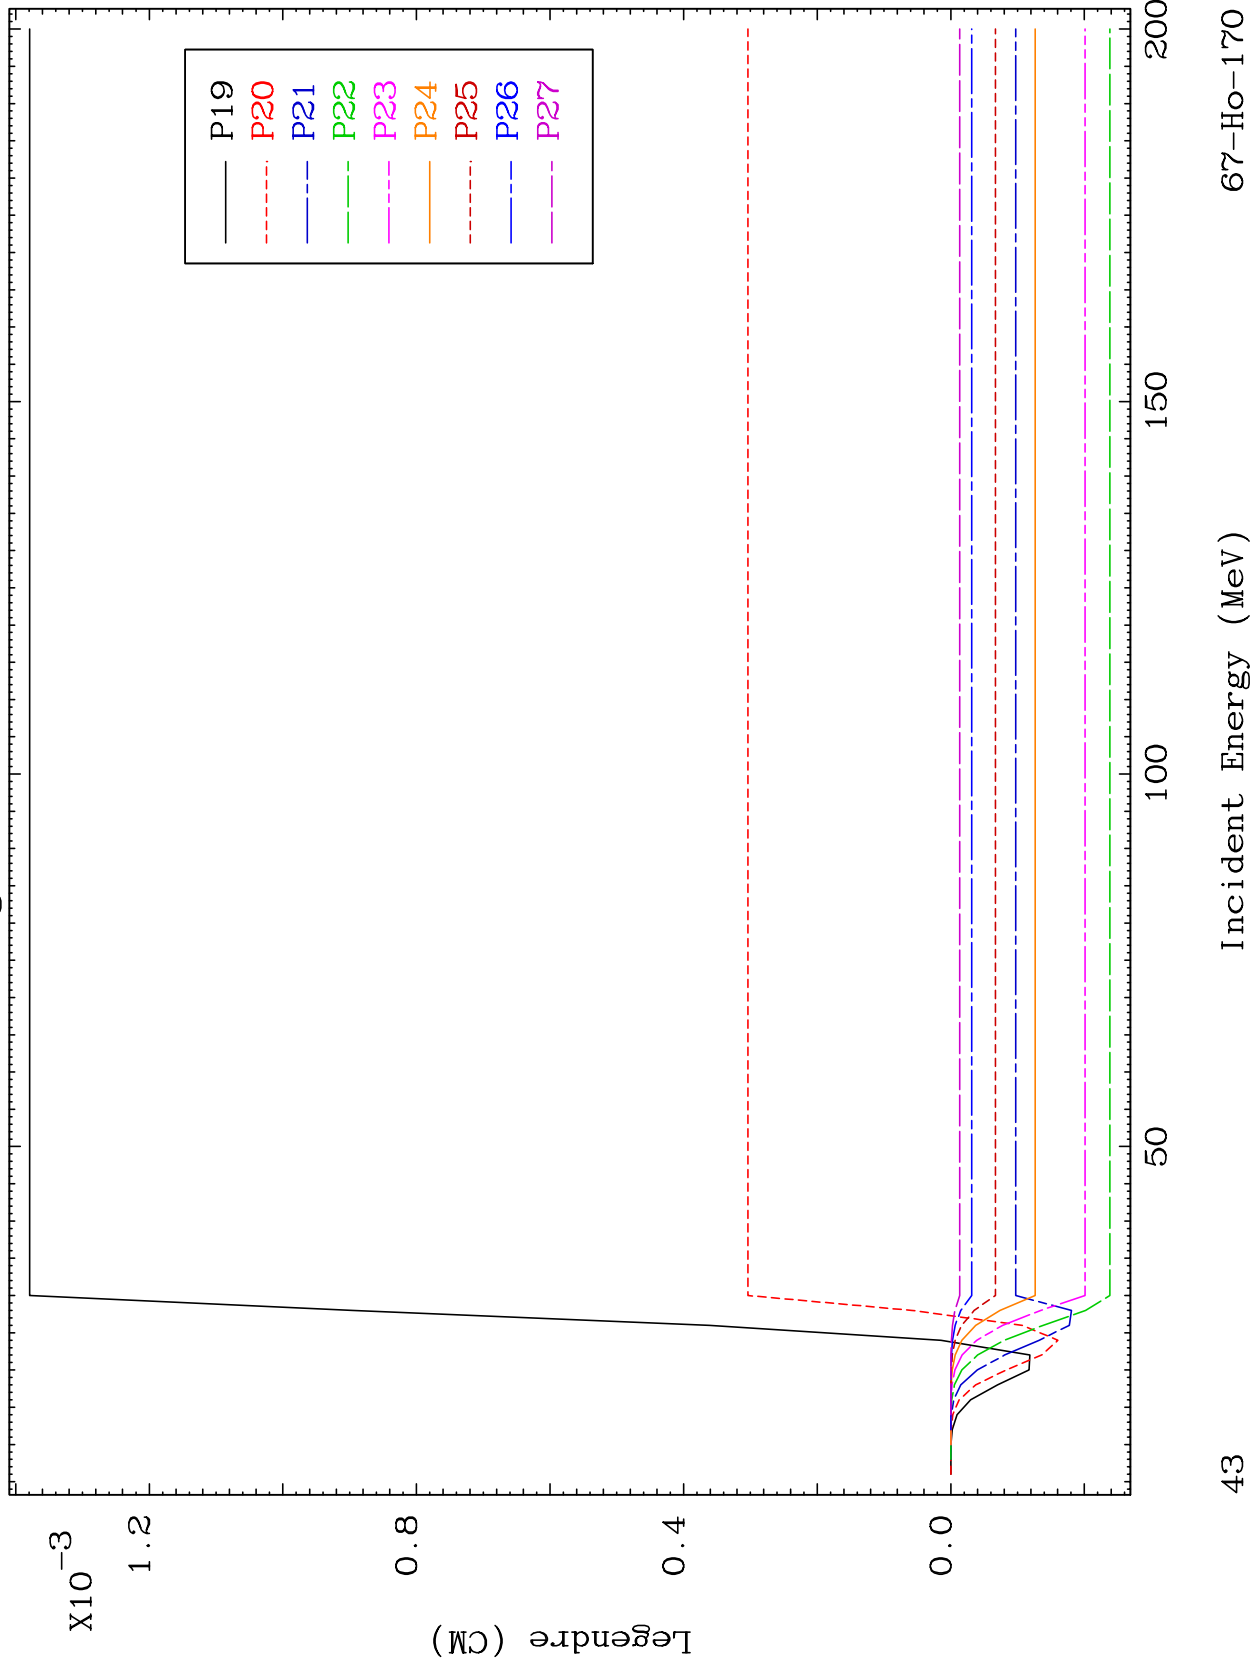 X10-3
1.2
0.8
0.4
0.0
Legendre (CM)
P19
P20
P21
P22
P23
P24
P25
P26
P27
50
100
150
200
43
Incident Energy (MeV)
67-Ho-170